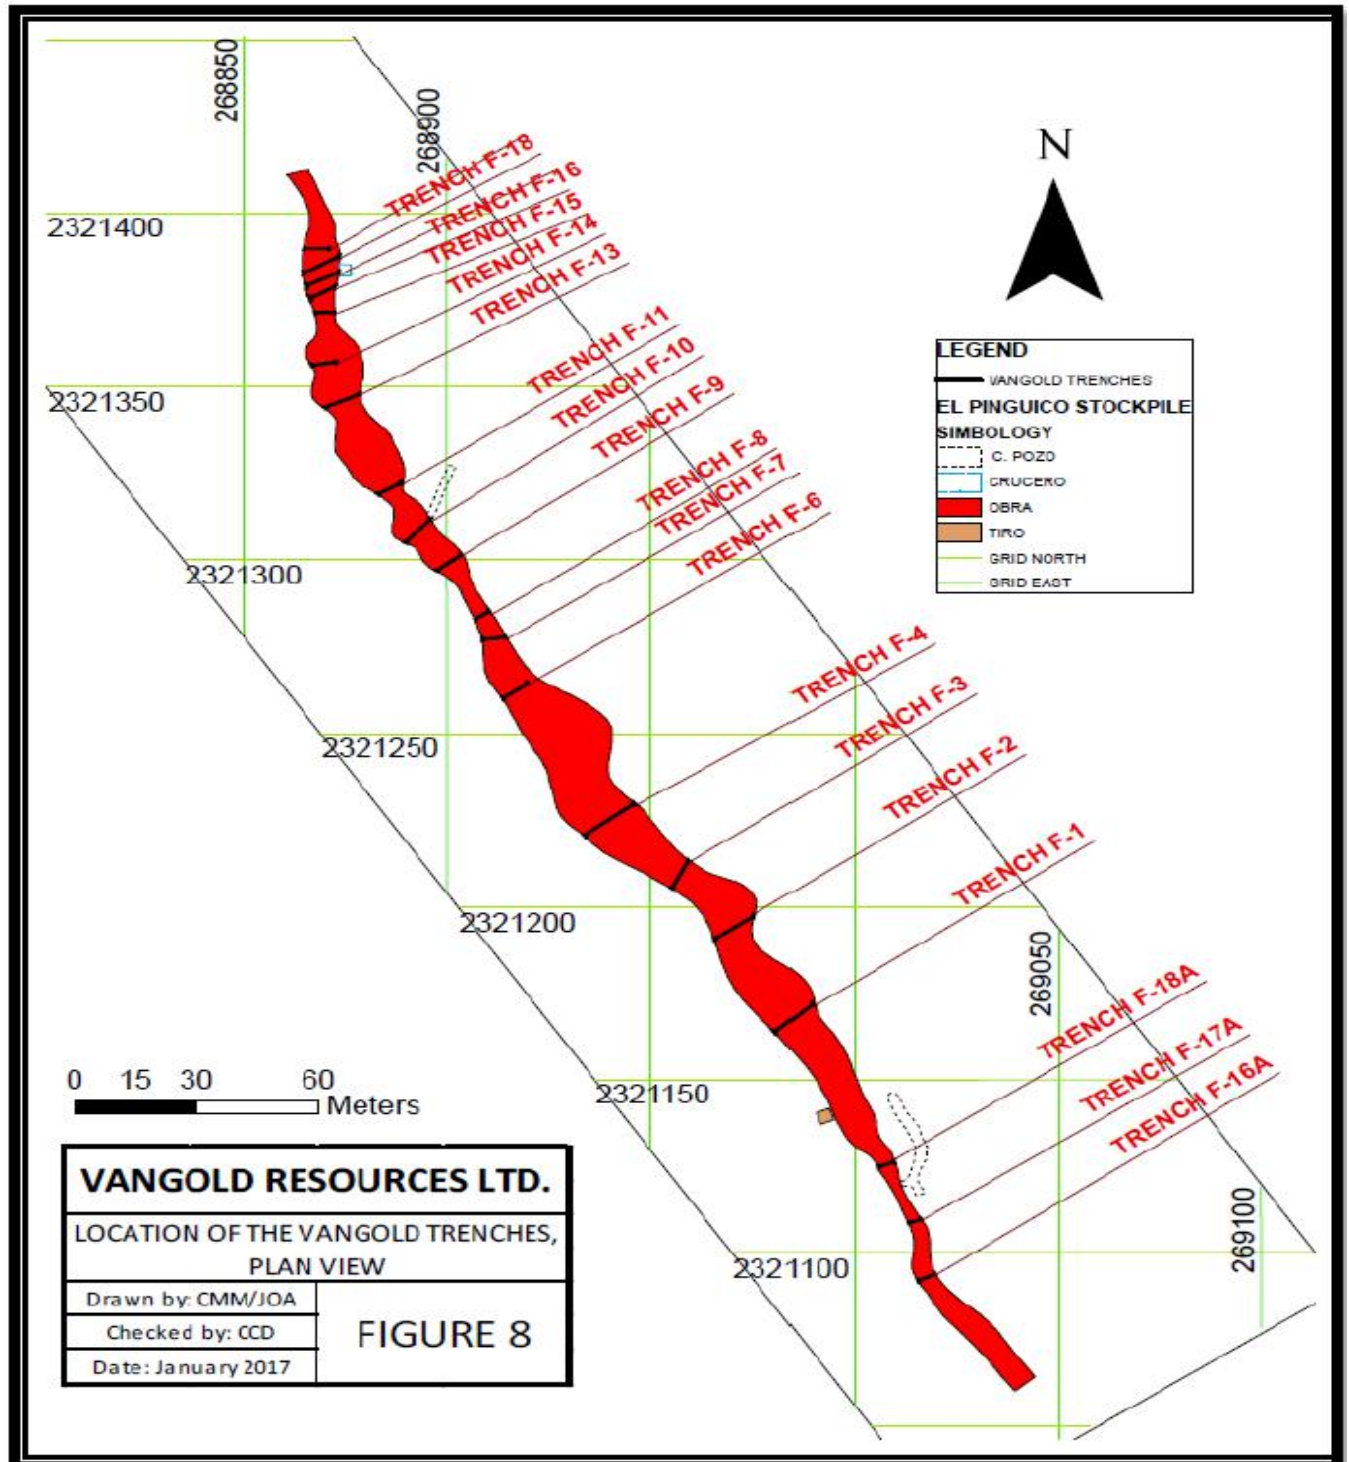 268850
268900
TRENCH F-18
TRENCH F-16
TRENCH F-15
TRENCH F-14
TRENCH F-13
TRENCH F-11
TRENCH F-10
TRENCH F-9
TRENCH F-8
TRENCH F-7
TRENCH F-6
TRENCH F-4
TRENCH F-3
TRENCH F-2
TRENCH F-1
TRENCH F-18A
TRENCH F-17A
TRENCH F-16A
2321400
2321350
2321300
2321250
2321200
2321150
2321100
269050
269100
N
LEGEND
VANGOLD TRENCHES
EL PINGUICO STOCKPILE
SIMBOLOGY
C. POZO
CRUCERO
OBRA
TIRO
GRID NORTH
GRID EAST
0 15 30 60
Meters
VANGOLD RESOURCES LTD.
LOCATION OF THE VANGOLD TRENCHES,
PLAN VIEW
Drawn by: CMM/JOA
Checked by: CCD
Date: January 2017
FIGURE 8